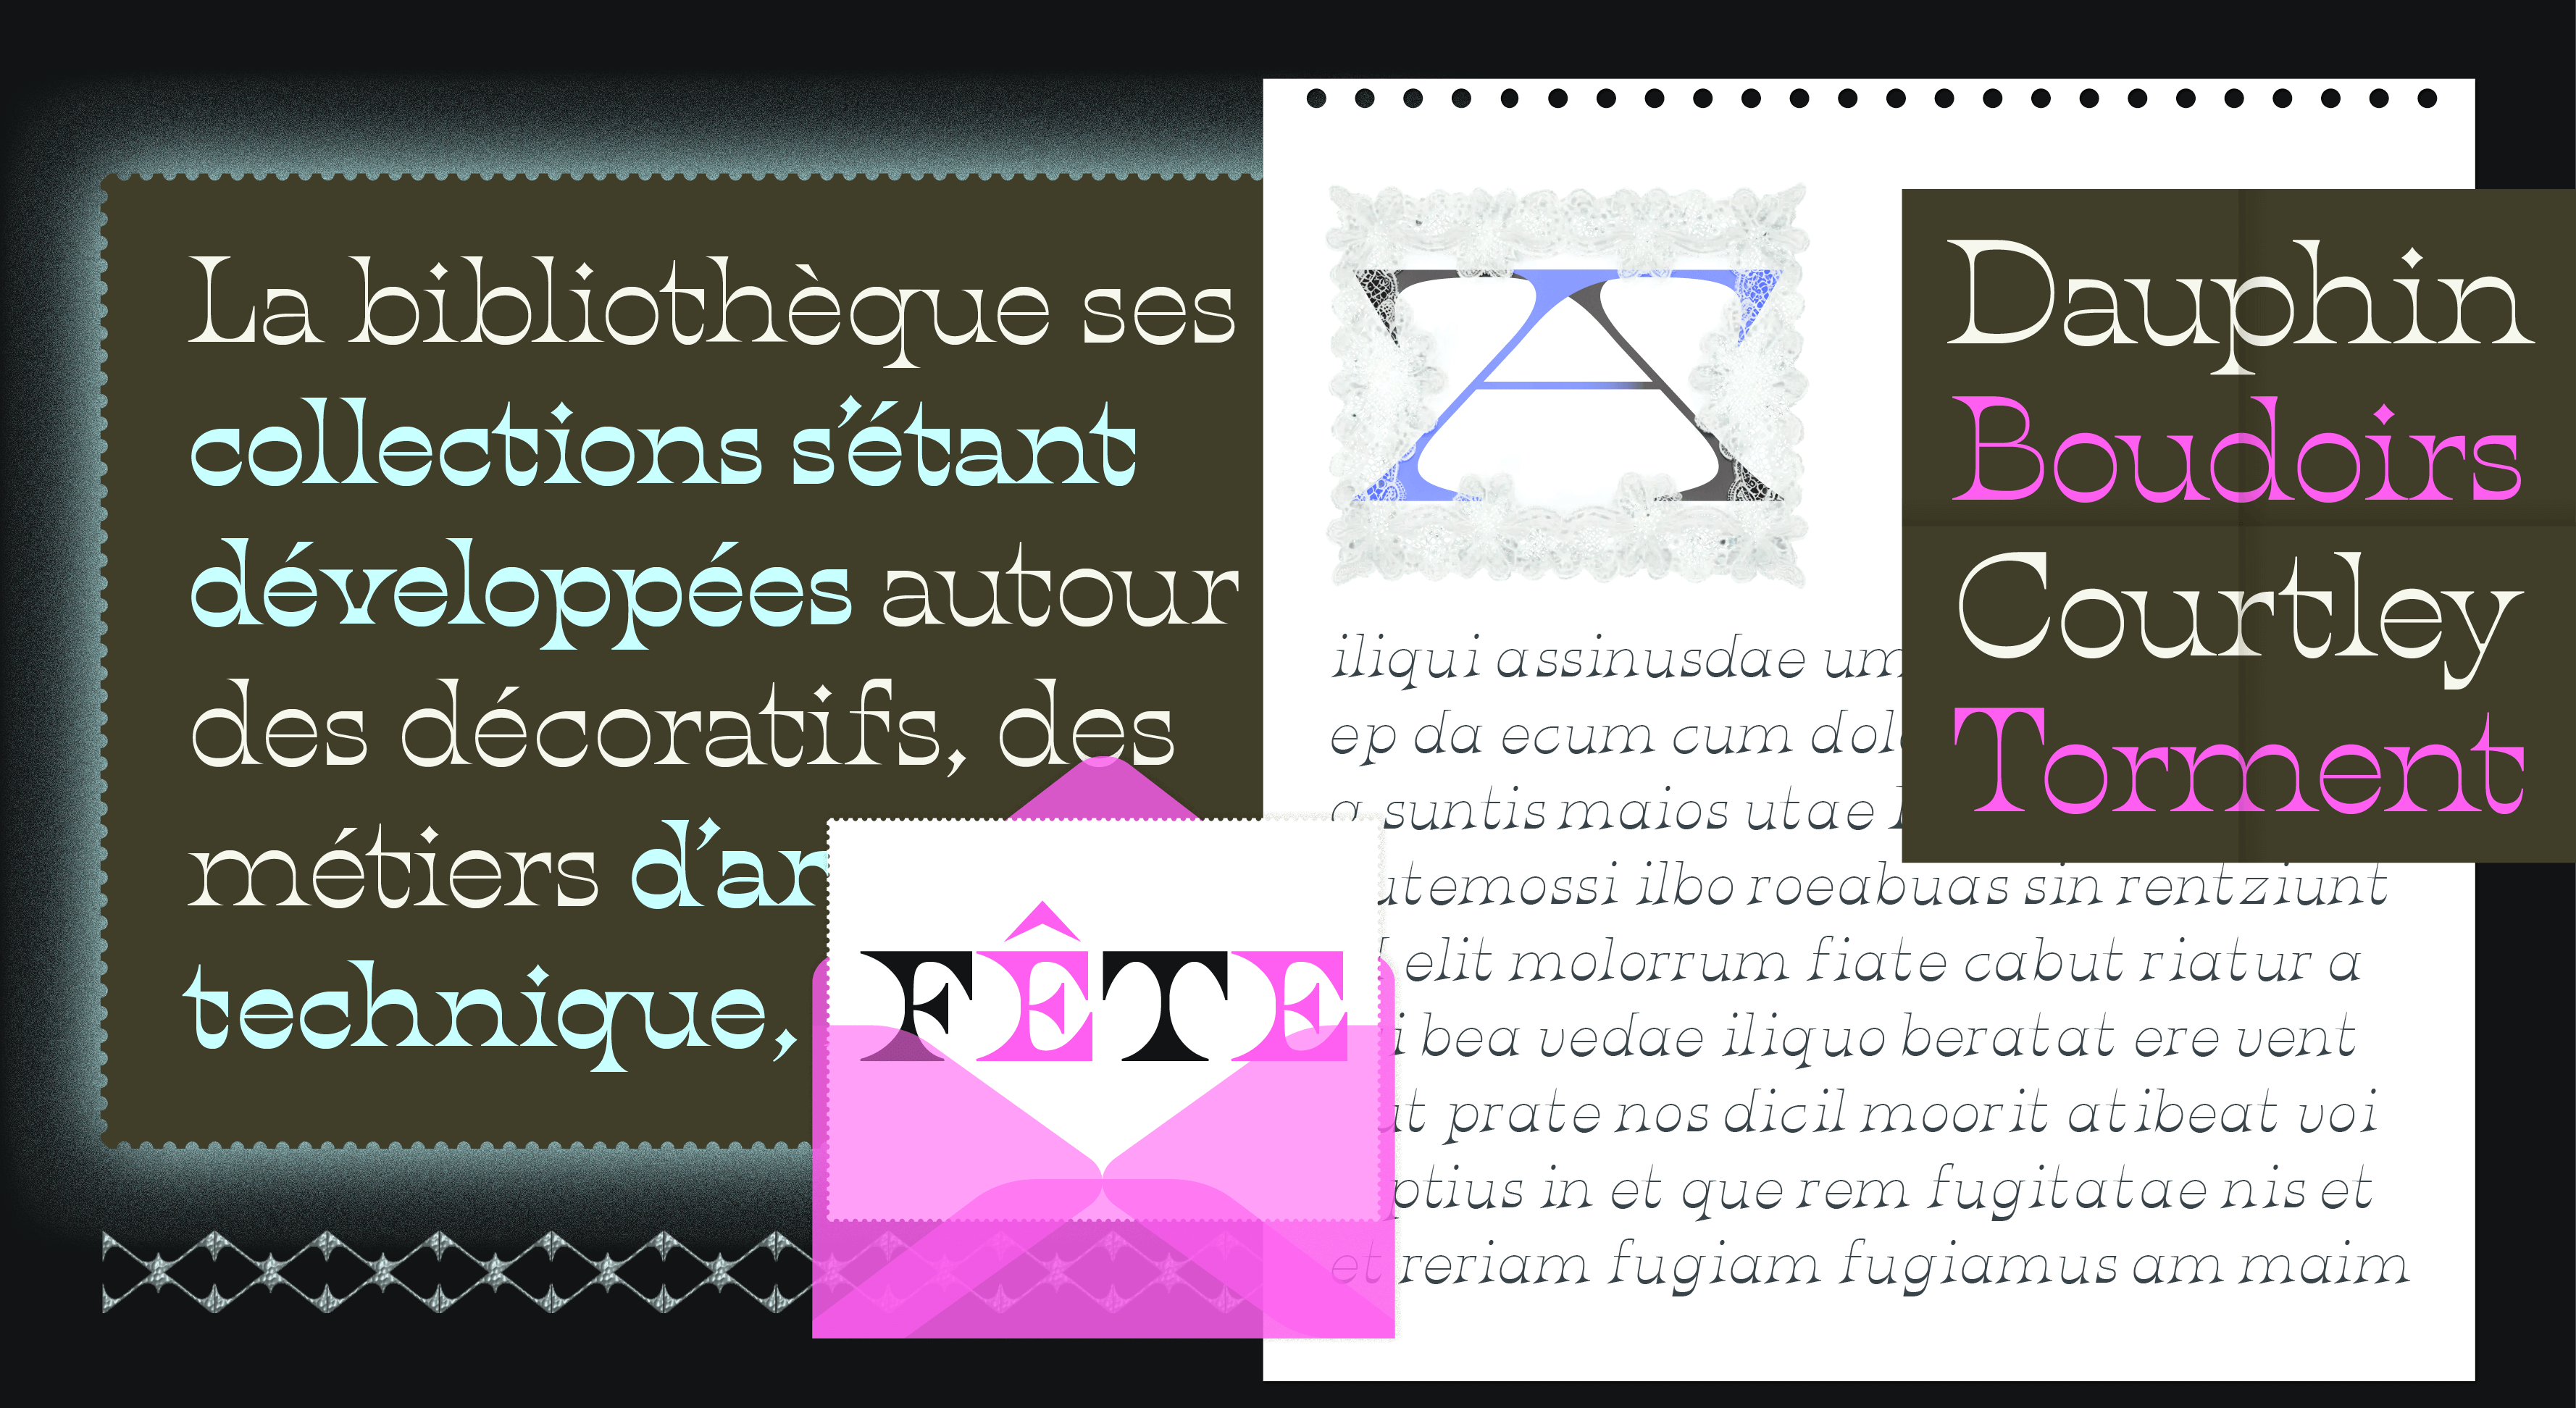 La bibliothèque ses
collections s’étant
développées autour
des décoratifs, des
métiers d’ar
technique,
FÊTE
A
iliqui assinusdae um
ep da ecum cum dol
a suntis maios utae
utemossi ilbo roeabuas sin rentziunt
elit molorrum fiate cabut riatur a
i bea vedae iliquo beratat ere vent
ut prate nos dicil moorit atibeat voi
ptius in et que rem fugitatae nis et
et reriam fugiam fugiamus am maim
Dauphin
Boudoirs
Courtley
Torment